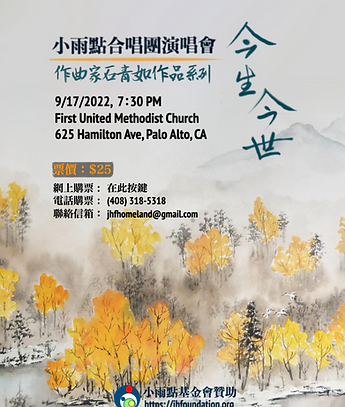 小雨點合唱團演唱會
作曲家石青如作品系列
今生今世
9/17/2022, 7:30 PM
First United Methodist Church
625 Hamilton Ave, Palo Alto, CA
票價：$25
網上購票： 在此按鍵
電話購票： (408) 318-5318
聯絡信箱： jhfhomeland@gmail.com
小雨點基金會贊助
https://jhfoundation.org